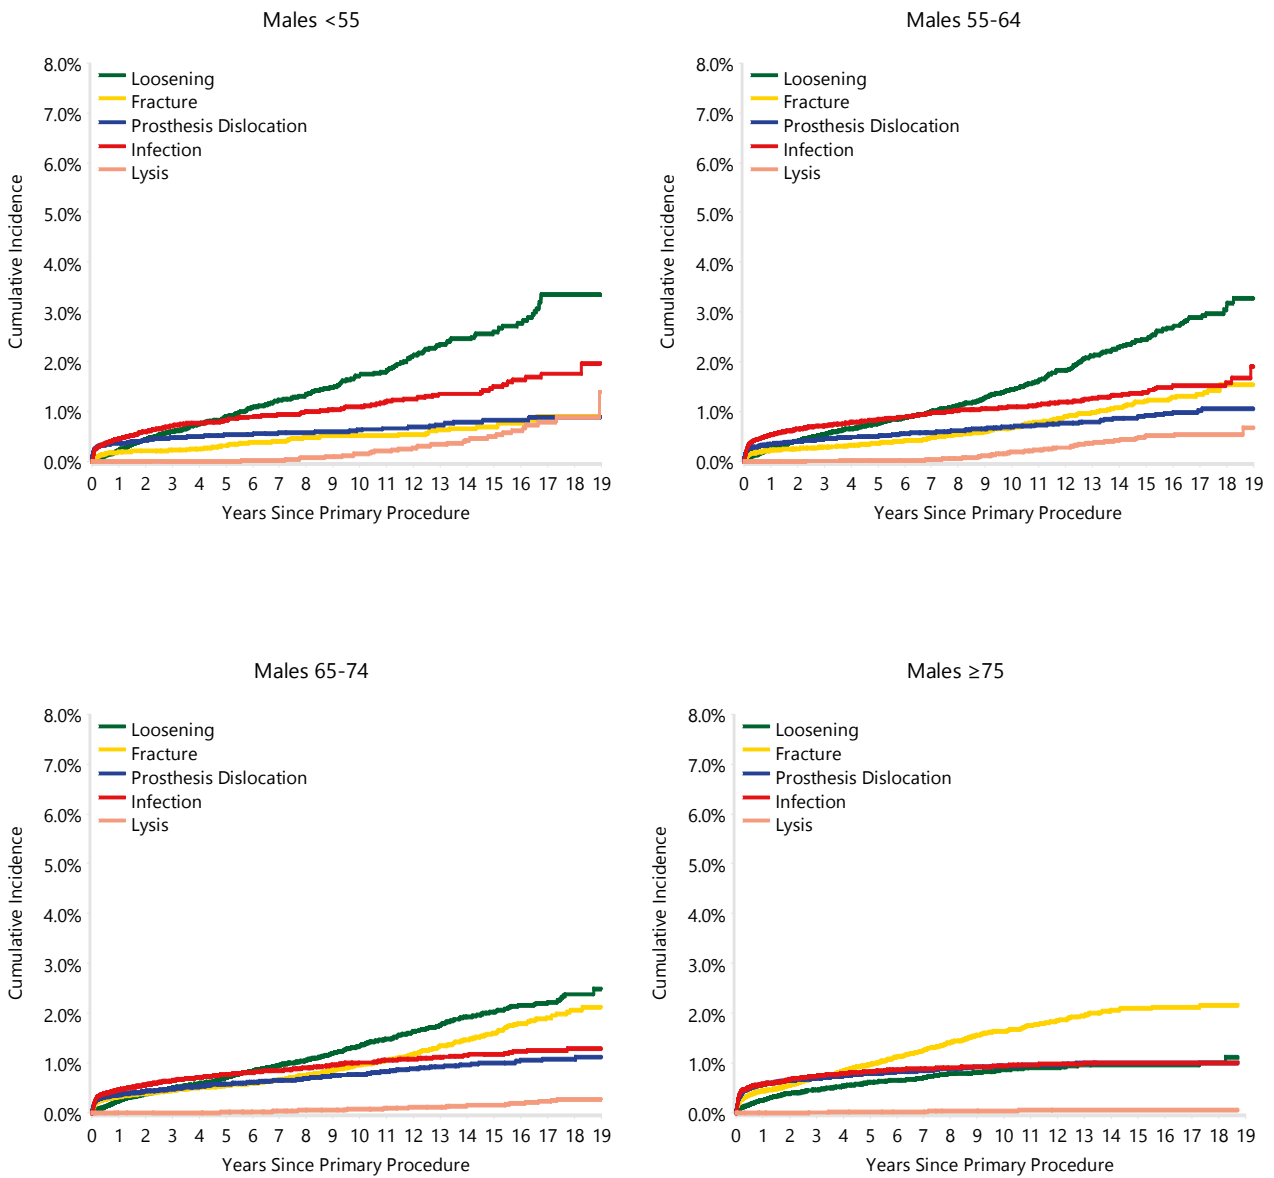 Males <55
8.0%
7.0%
6.0%
5.0%
4.0%
3.0%
2.0%
1.0%
0.0%
Cumulative Incidence
Loosening
Fracture
Prosthesis Dislocation
Infection
Lysis
0 1 2 3 4 5 6 7 8 9 10 11 12 13 14 15 16 17 18 19
Years Since Primary Procedure
Males 55-64
8.0%
7.0%
6.0%
5.0%
4.0%
3.0%
2.0%
1.0%
0.0%
Cumulative Incidence
Loosening
Fracture
Prosthesis Dislocation
Infection
Lysis
0 1 2 3 4 5 6 7 8 9 10 11 12 13 14 15 16 17 18 19
Years Since Primary Procedure
Males 65-74
8.0%
7.0%
6.0%
5.0%
4.0%
3.0%
2.0%
1.0%
0.0%
Cumulative Incidence
Loosening
Fracture
Prosthesis Dislocation
Infection
Lysis
0 1 2 3 4 5 6 7 8 9 10 11 12 13 14 15 16 17 18 19
Years Since Primary Procedure
Males ≥75
8.0%
7.0%
6.0%
5.0%
4.0%
3.0%
2.0%
1.0%
0.0%
Cumulative Incidence
Loosening
Fracture
Prosthesis Dislocation
Infection
Lysis
0 1 2 3 4 5 6 7 8 9 10 11 12 13 14 15 16 17 18 19
Years Since Primary Procedure